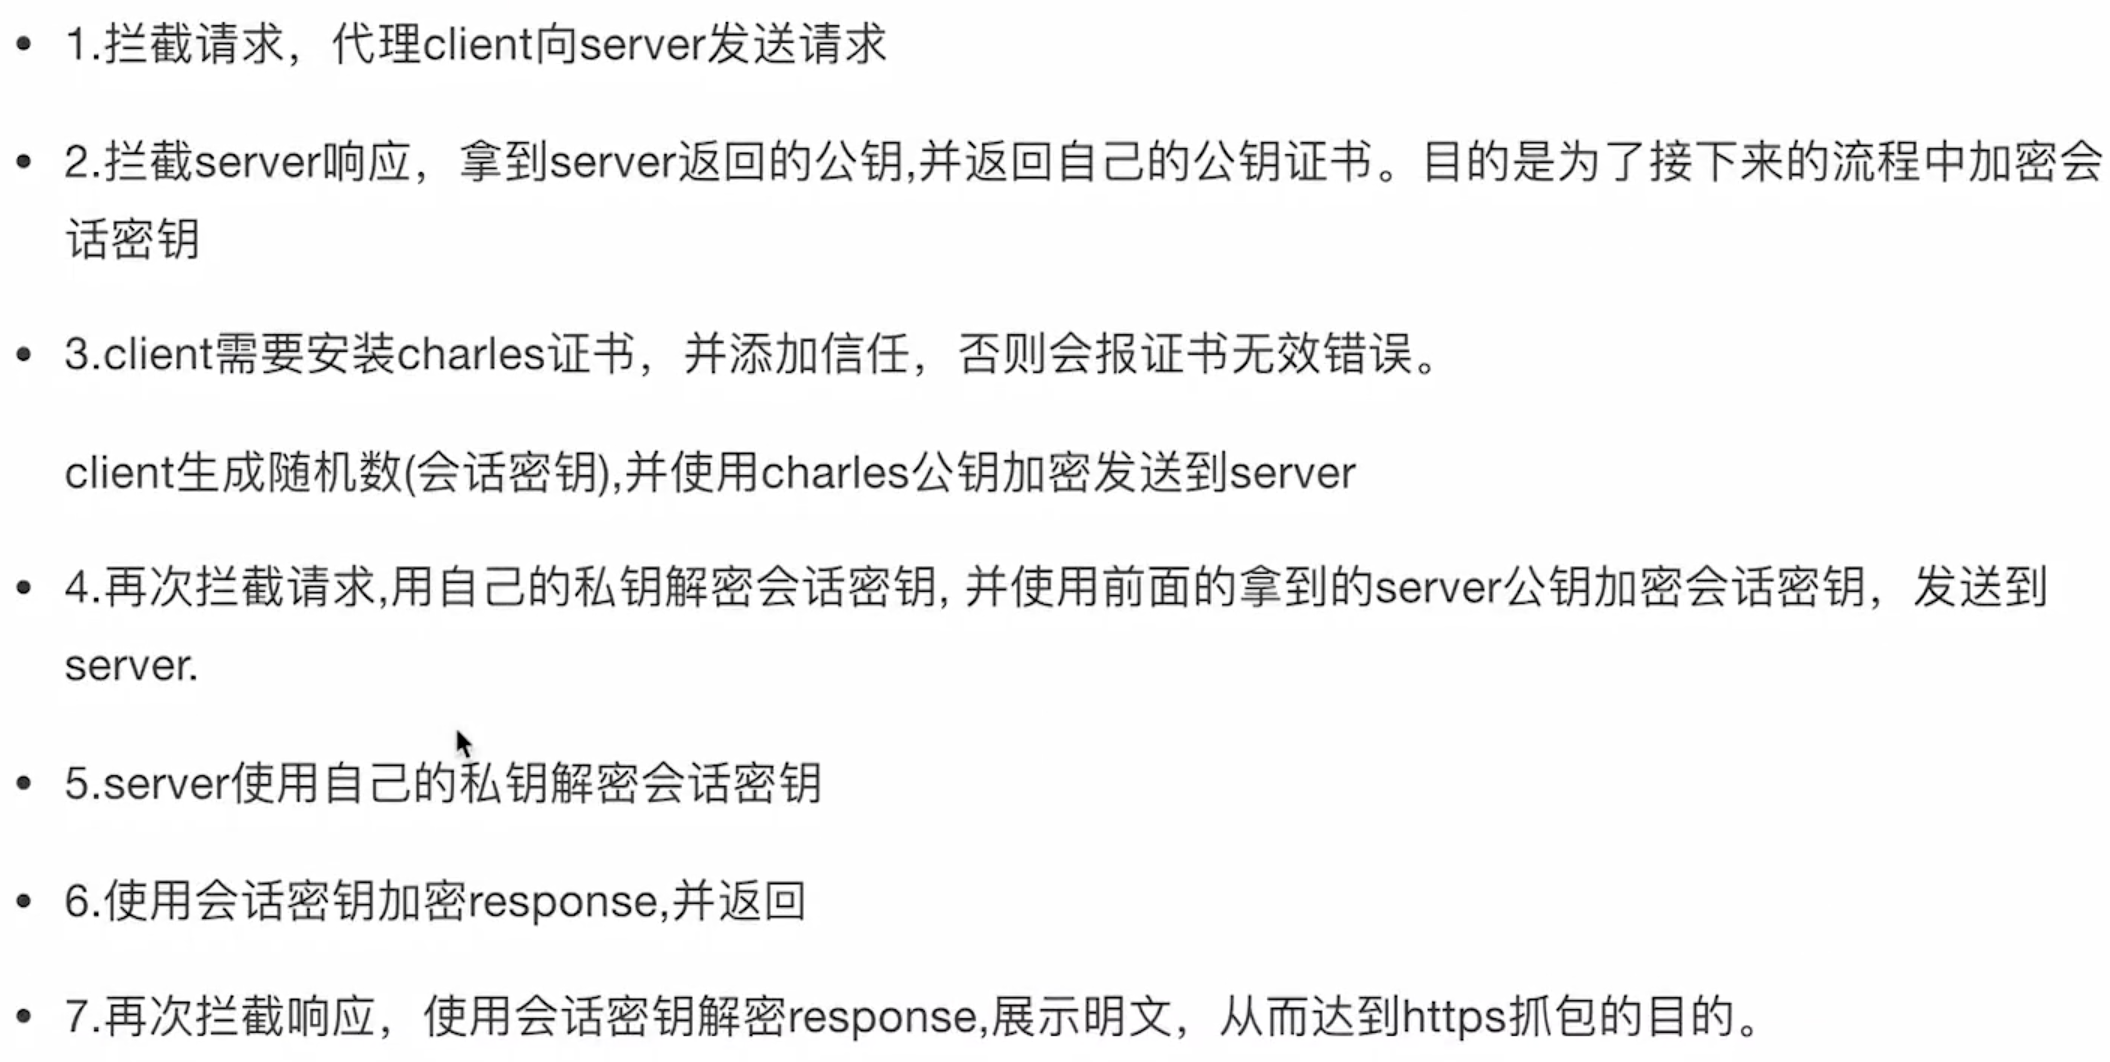 • 1.拦截请求，代理client向server发送请求
• 2.拦截server响应，拿到server返回的公钥,并返回自己的公钥证书。目的是为了接下来的流程中加密会
话密钥
• 3.client需要安装charles证书，并添加信任，否则会报证书无效错误。
client生成随机数(会话密钥),并使用charles公钥加密发送到server
• 4.再次拦截请求,用自己的私钥解密会话密钥, 并使用前面的拿到的server公钥加密会话密钥，发送到
server.
• 5.server使用自己的私钥解密会话密钥
• 6.使用会话密钥加密response,并返回
• 7.再次拦截响应，使用会话密钥解密response,展示明文，从而达到https抓包的目的。